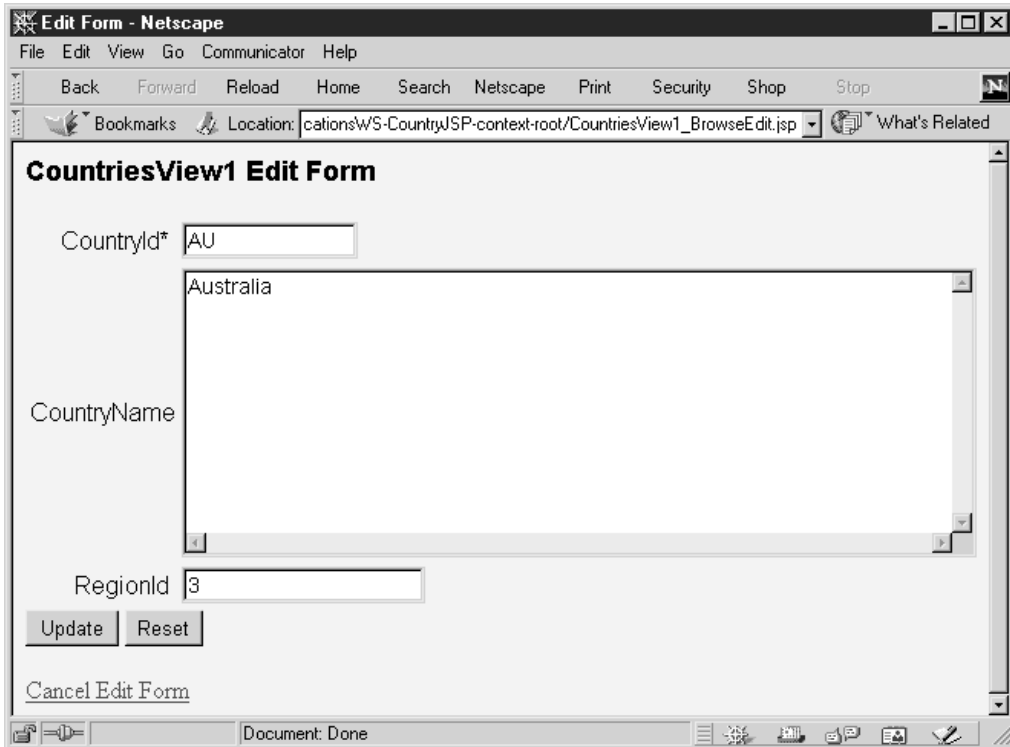 Edit Form - Netscape
File Edit View Go Communicator Help
Back Forward Reload Home Search Netscape Print Security Shop Stop N
Bookmarks Location: cationsWS-CountryJSP-context-root/CountriesView1_BrowseEdit.jsp What's Related
CountriesView1 Edit Form
CountryId* AU
Australia
CountryName
RegionId 3
Update Reset
Cancel Edit Form
Document: Done